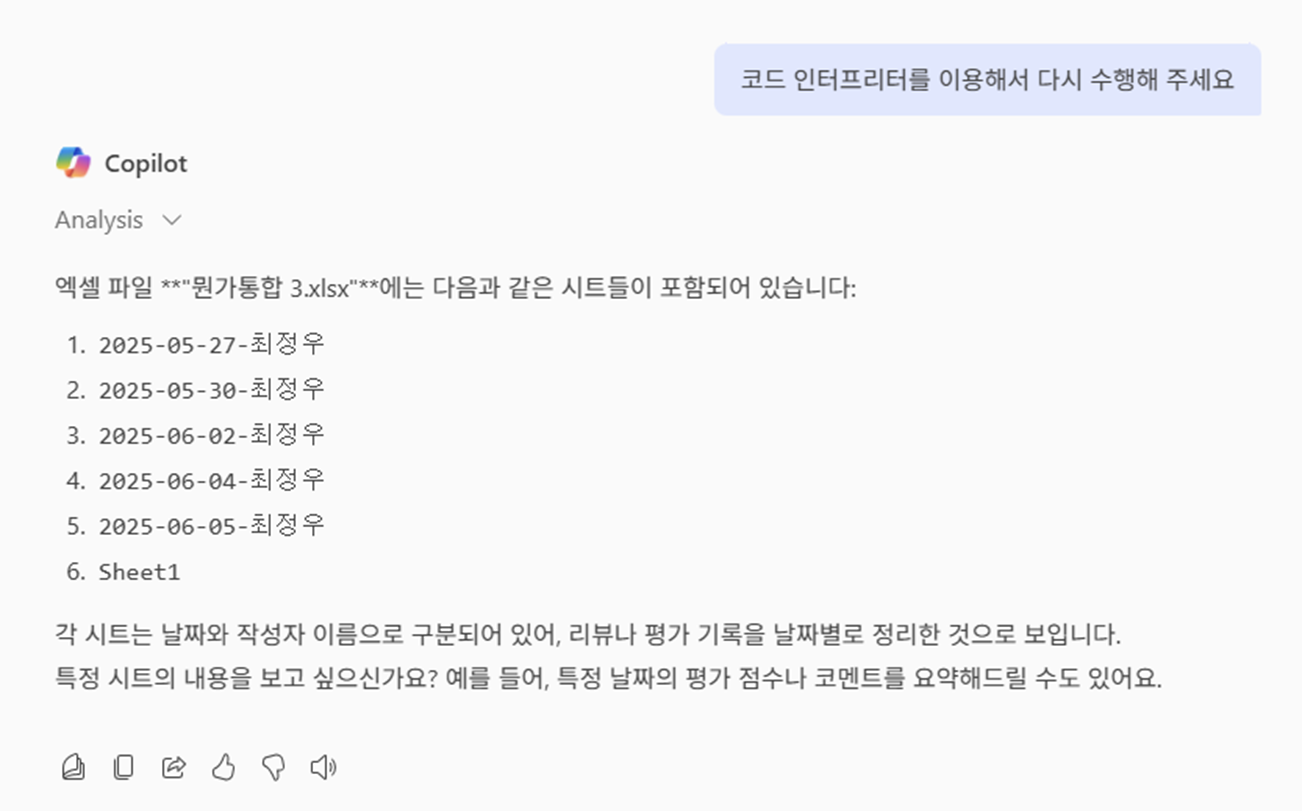 코드 인터프리터를 이용해서 다시 수행해 주세요
Copilot
Analysis
엑셀 파일 **"뭔가통합 3.xlsx"**에는 다음과 같은 시트들이 포함되어 있습니다:
1. 2025-05-27-최정우
2. 2025-05-30-최정우
3. 2025-06-02-최정우
4. 2025-06-04-최정우
5. 2025-06-05-최정우
6. Sheet1
각 시트는 날짜와 작성자 이름으로 구분되어 있어, 리뷰나 평가 기록을 날짜별로 정리한 것으로 보입니다.
특정 시트의 내용을 보고 싶으신가요? 예를 들어, 특정 날짜의 평가 점수나 코멘트를 요약해드릴 수도 있어요.